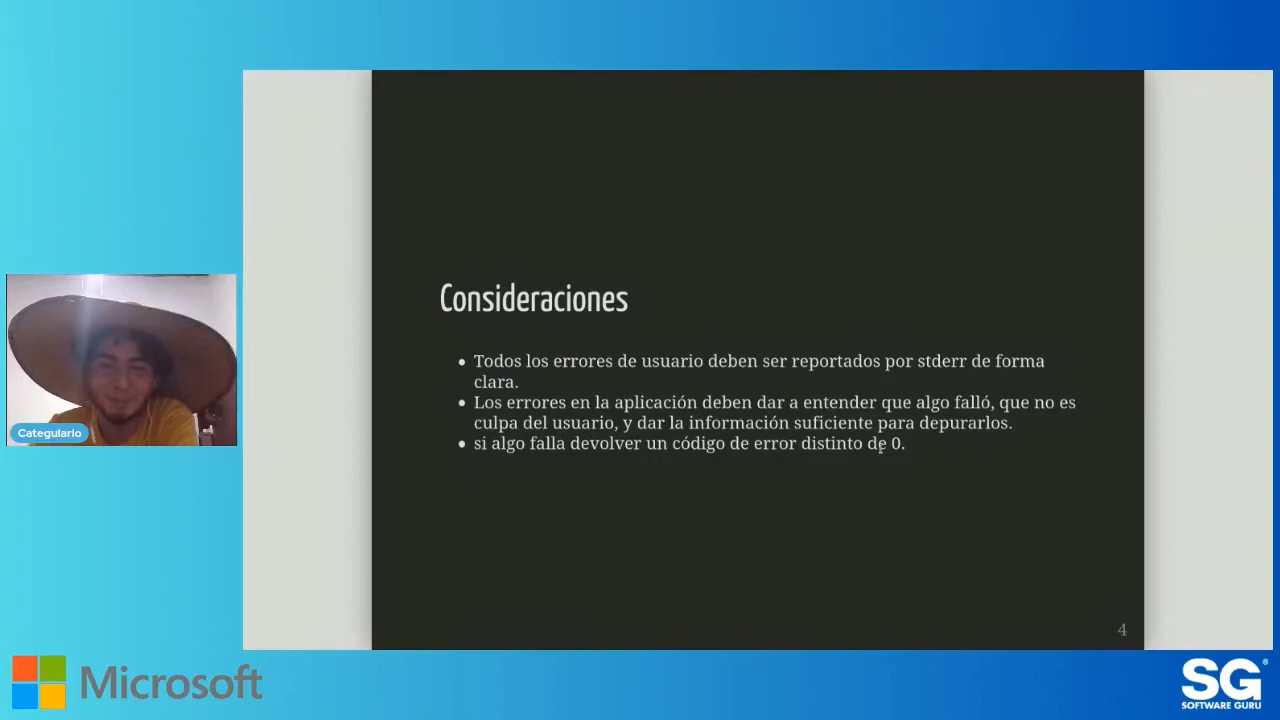 Consideraciones
Todos los errores de usuario deben ser reportados por stderr de forma
clara.
Los errores en la aplicación deben dar a entender que algo falló, que no es
culpa del usuario, y dar la información suficiente para depurarlos.
si algo falla devolver un código de error distinto de 0.
4
Categulario
Microsoft
SG
SOFTWARE GURU